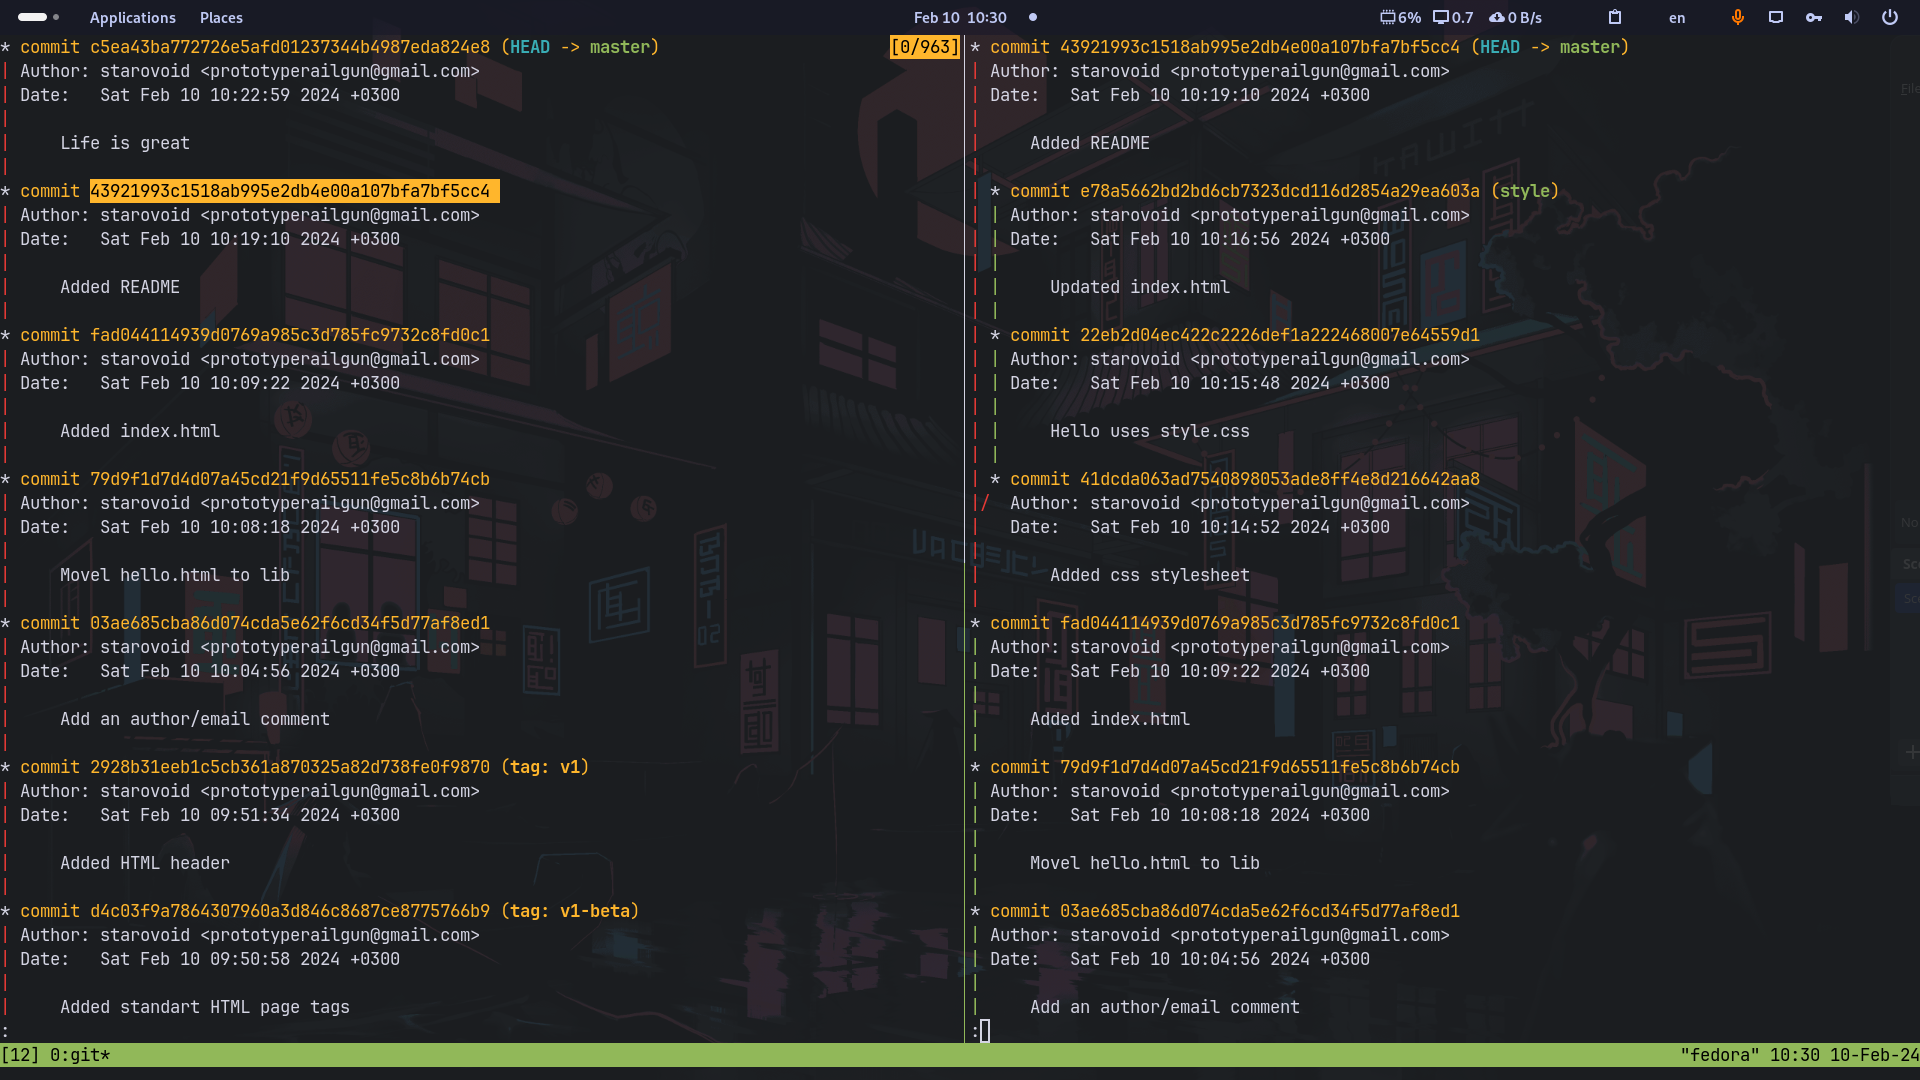 Applications Places Feb 10 10:30 6% 0.7 0 B/s en
* commit c5ea43ba772726e5afd01237344b4987eda824e8 (HEAD -> master) [0/963]
| Author: starovoid <prototyperailgun@gmail.com>
| Date:   Sat Feb 10 10:22:59 2024 +0300
|
|     Life is great
|
* commit 43921993c1518ab995e2db4e00a107bfa7bf5cc4
| Author: starovoid <prototyperailgun@gmail.com>
| Date:   Sat Feb 10 10:19:10 2024 +0300
|
|     Added README
|
* commit fad044114939d0769a985c3d785fc9732c8fd0c1
| Author: starovoid <prototyperailgun@gmail.com>
| Date:   Sat Feb 10 10:09:22 2024 +0300
|
|     Added index.html
|
* commit 79d9f1d7d4d07a45cd21f9d65511fe5c8b6b74cb
| Author: starovoid <prototyperailgun@gmail.com>
| Date:   Sat Feb 10 10:08:18 2024 +0300
|
|     Movel hello.html to lib
|
* commit 03ae685cba86d074cda5e62f6cd34f5d77af8ed1
| Author: starovoid <prototyperailgun@gmail.com>
| Date:   Sat Feb 10 10:04:56 2024 +0300
|
|     Add an author/email comment
|
* commit 2928b31eeb1c5cb361a870325a82d738fe0f9870 (tag: v1)
| Author: starovoid <prototyperailgun@gmail.com>
| Date:   Sat Feb 10 09:51:34 2024 +0300
|
|     Added HTML header
|
* commit d4c03f9a7864307960a3d846c8687ce8775766b9 (tag: v1-beta)
| Author: starovoid <prototyperailgun@gmail.com>
| Date:   Sat Feb 10 09:50:58 2024 +0300
|
|     Added standart HTML page tags
:
* commit 43921993c1518ab995e2db4e00a107bfa7bf5cc4 (HEAD -> master)
| Author: starovoid <prototyperailgun@gmail.com>
| Date:   Sat Feb 10 10:19:10 2024 +0300
|
|     Added README
|
| * commit e78a5662bd2bd6cb7323dcd116d2854a29ea603a (style)
| | Author: starovoid <prototyperailgun@gmail.com>
| | Date:   Sat Feb 10 10:16:56 2024 +0300
| |
| |     Updated index.html
| |
| * commit 22eb2d04ec422c2226def1a222468007e64559d1
| | Author: starovoid <prototyperailgun@gmail.com>
| | Date:   Sat Feb 10 10:15:48 2024 +0300
| |
| |     Hello uses style.css
| |
| * commit 41dcda063ad7540898053ade8ff4e8d216642aa8
|/  Author: starovoid <prototyperailgun@gmail.com>
|   Date:   Sat Feb 10 10:14:52 2024 +0300
|
|       Added css stylesheet
|
* commit fad044114939d0769a985c3d785fc9732c8fd0c1
| Author: starovoid <prototyperailgun@gmail.com>
| Date:   Sat Feb 10 10:09:22 2024 +0300
|
|     Added index.html
|
* commit 79d9f1d7d4d07a45cd21f9d65511fe5c8b6b74cb
| Author: starovoid <prototyperailgun@gmail.com>
| Date:   Sat Feb 10 10:08:18 2024 +0300
|
|     Movel hello.html to lib
|
* commit 03ae685cba86d074cda5e62f6cd34f5d77af8ed1
| Author: starovoid <prototyperailgun@gmail.com>
| Date:   Sat Feb 10 10:04:56 2024 +0300
|
|     Add an author/email comment
:
[12] 0:git* "fedora" 10:30 10-Feb-24